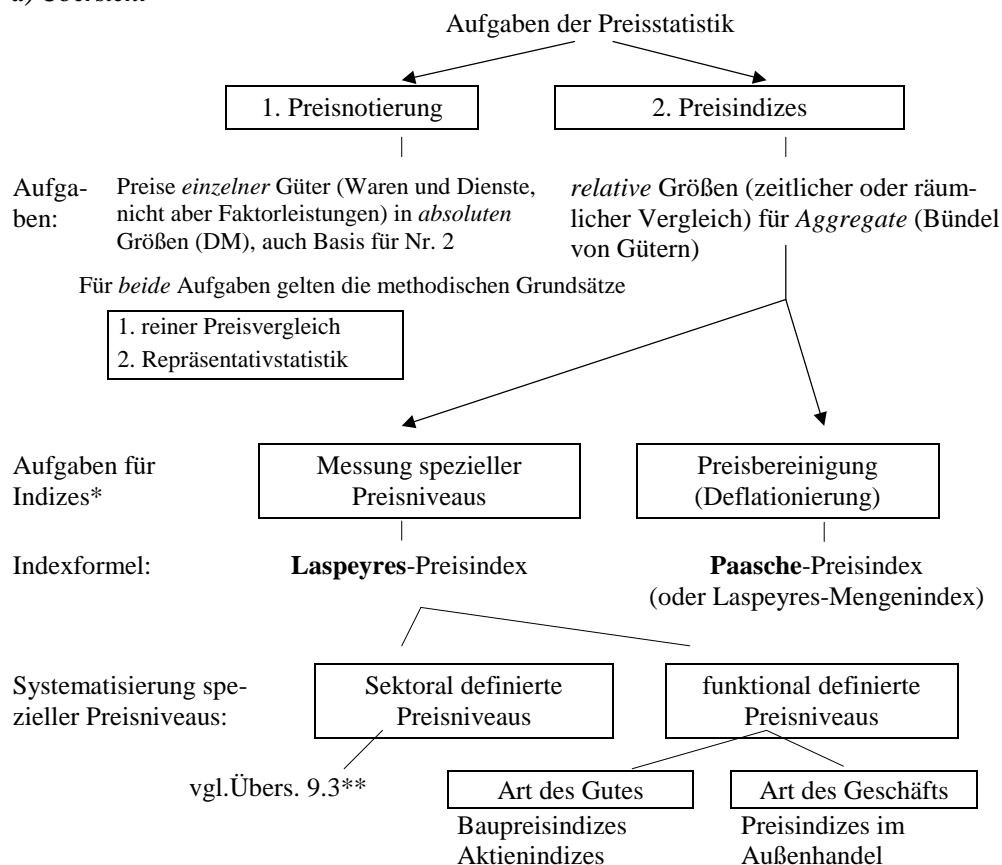 a) Übersicht
Aufgaben der Preisstatistik
1. Preisnotierung
2. Preisindizes
Aufga-
ben:
Preise einzelner Güter (Waren und Dienste,
nicht aber Faktorleistungen) in absoluten
Größen (DM), auch Basis für Nr. 2
relative Größen (zeitlicher oder räum-
licher Vergleich) für Aggregate (Bündel
von Gütern)
Für beide Aufgaben gelten die methodischen Grundsätze
1. reiner Preisvergleich
2. Repräsentativstatistik
Aufgaben für
Indizes*
Messung spezieller
Preisniveaus
Preisbereinigung
(Deflationierung)
Indexformel:
Laspeyres-Preisindex
Paasche-Preisindex
(oder Laspeyres-Mengenindex)
Systematisierung spe-
zieller Preisniveaus:
Sektoral definierte
Preisniveaus
funktional definierte
Preisniveaus
vgl.Übers. 9.3**
Art des Gutes
Art des Geschäfts
Baupreisindizes
Aktienindizes
Preisindizes im
Außenhandel